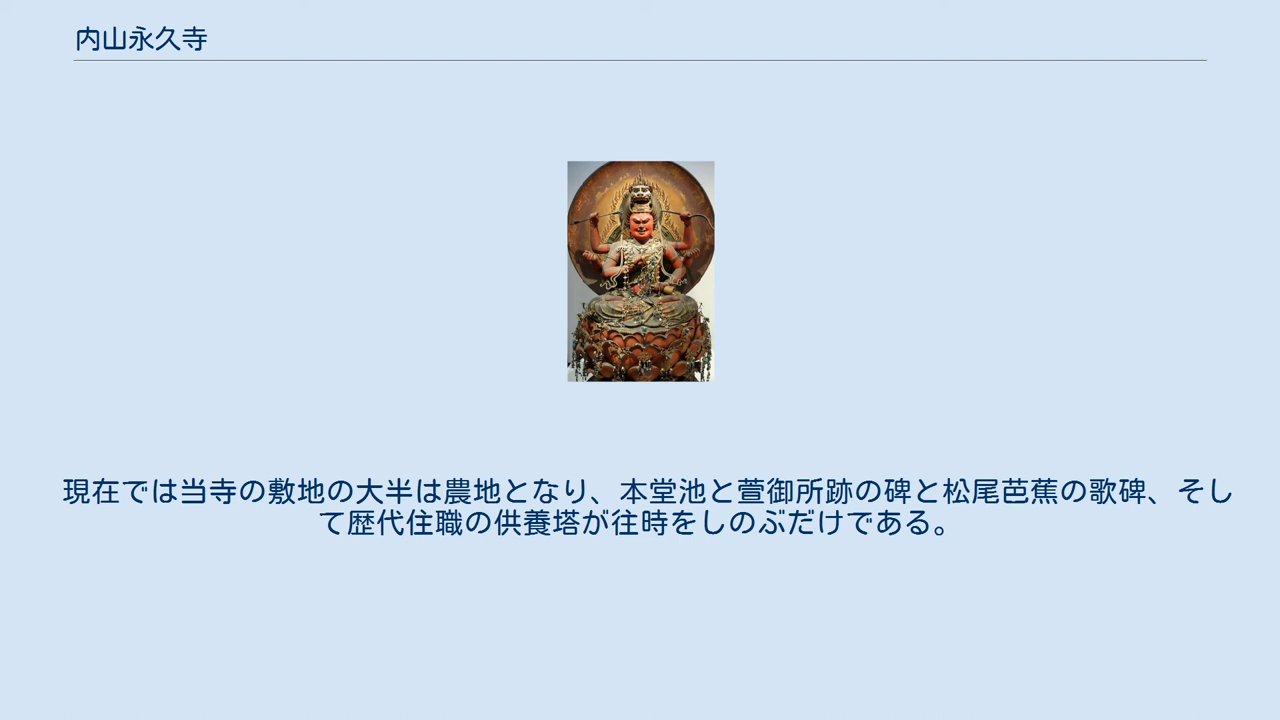 内山永久寺
現在では当寺の敷地の大半は農地となり、本堂池と萱御所跡の碑と松尾芭蕉の歌碑、そし
て歴代住職の供養塔が往時をしのぶだけである。